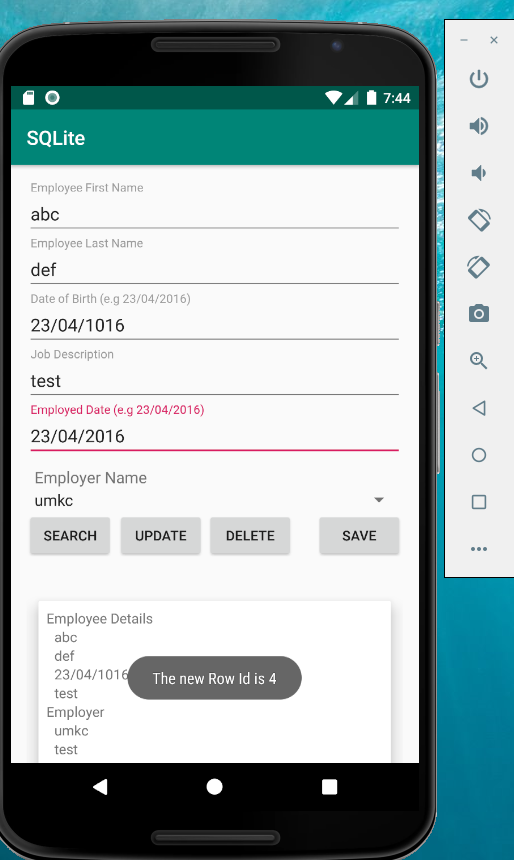 7:44
SQLite
Employee First Name
abc
Employee Last Name
def
Date of Birth (e.g 23/04/2016)
23/04/1016
Job Description
test
Employed Date (e.g 23/04/2016)
23/04/2016
Employer Name
umkc
SEARCH UPDATE DELETE SAVE
Employee Details
abc
def
23/04/1016
The new Row Id is 4
test
Employer
umkc
test